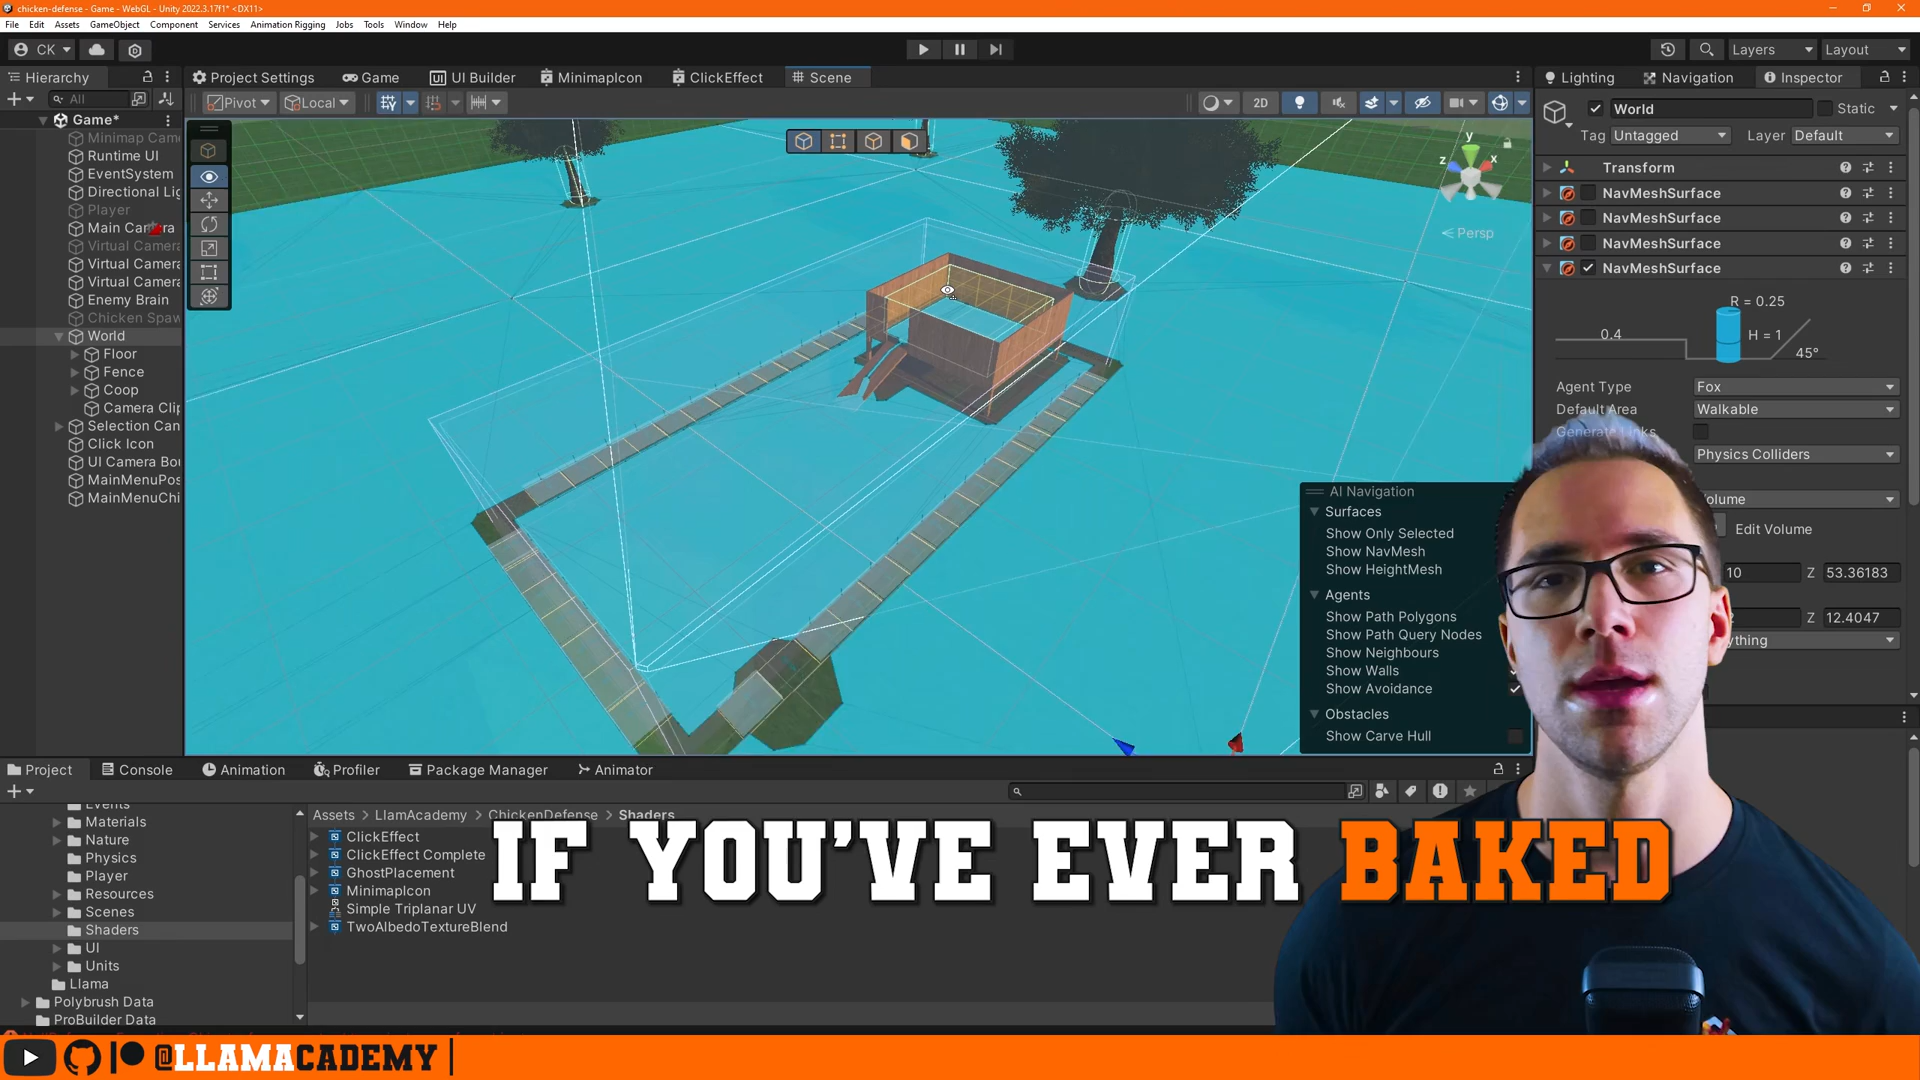 chicken-defense - Game - WebGL - Unity 2022.3.17f1* <DX11>
File Edit Assets GameObject Component Services Animation Rigging Jobs Tools Window Help
CK
Layers
Layout
Hierarchy
Project Settings
Game
UI Builder
MinimapIcon
ClickEffect
Scene
Lighting
Navigation
Inspector
All
Pivot
Local
2D
World
Static
Tag Untagged
Layer Default
Game*
Minimap Cam
Runtime UI
EventSystem
Directional Lig
Player
Main Camera
Virtual Camera
Virtual Camera
Virtual Camera
Enemy Brain
Chicken Spaw
World
Floor
Fence
Coop
Camera Clip
Selection Can
Click Icon
UI Camera Bou
MainMenuPos
MainMenuChi
y
z
x
Persp
Transform
NavMeshSurface
NavMeshSurface
NavMeshSurface
NavMeshSurface
R = 0.25
0.4
H = 1
45°
Agent Type Fox
Default Area Walkable
Generate Links
Physics Colliders
Volume
Edit Volume
10 Z 53.36183
Z 12.4047
AI Navigation
Surfaces
Show Only Selected
Show NavMesh
Show HeightMesh
Agents
Show Path Polygons
Show Path Query Nodes
Show Neighbours
Show Walls
Show Avoidance
Obstacles
Show Carve Hull
Project
Console
Animation
Profiler
Package Manager
Animator
Events
Materials
Nature
Physics
Player
Resources
Scenes
Shaders
UI
Units
Llama
Polybrush Data
ProBuilder Data
Assets > LlamAcademy > ChickenDefense > Shaders
ClickEffect
ClickEffect Complete
GhostPlacement
MinimapIcon
Simple Triplanar UV
TwoAlbedoTextureBlend
IF YOU'VE EVER BAKED
@LLAMACADEMY